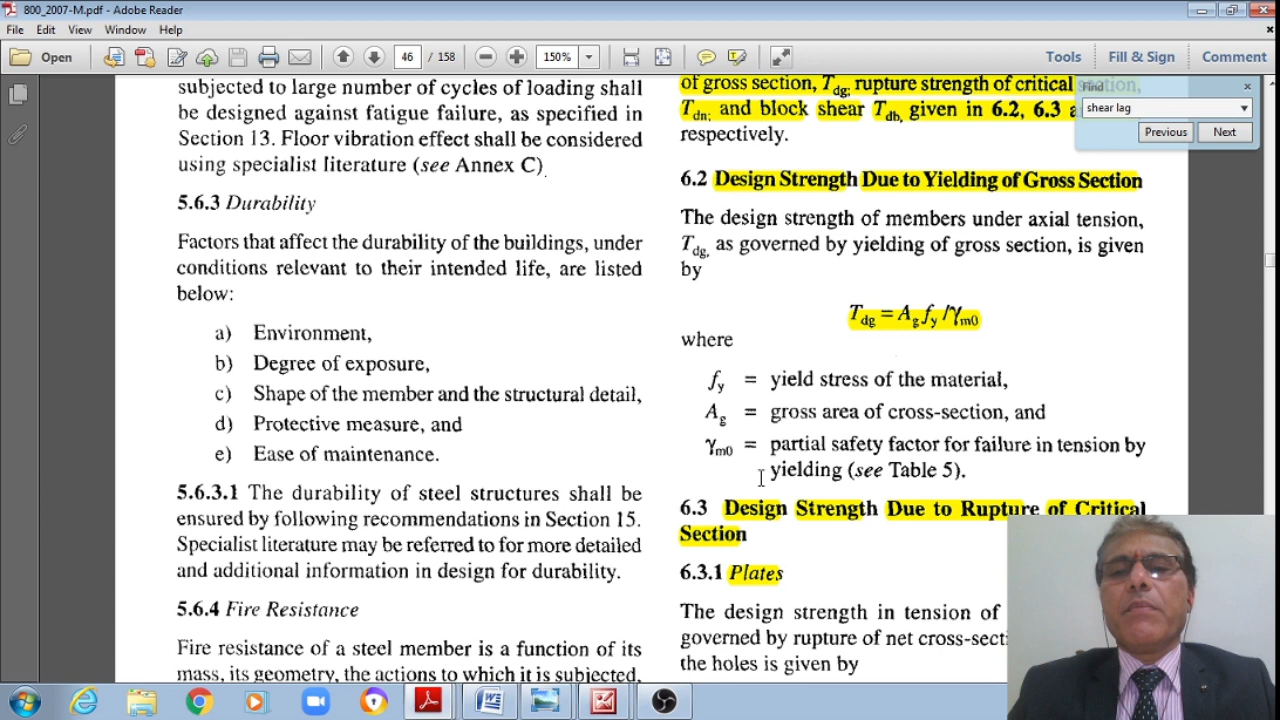 800_2007-M.pdf - Adobe Reader
File Edit View Window Help
Open 46 / 158 150% Tools Fill & Sign Comment
Find
shear lag
Previous Next
subjected to large number of cycles of loading shall
be designed against fatigue failure, as specified in
Section 13. Floor vibration effect shall be considered
using specialist literature (see Annex C).
5.6.3 Durability
Factors that affect the durability of the buildings, under
conditions relevant to their intended life, are listed
below:
a) Environment,
b) Degree of exposure,
c) Shape of the member and the structural detail,
d) Protective measure, and
e) Ease of maintenance.
5.6.3.1 The durability of steel structures shall be
ensured by following recommendations in Section 15.
Specialist literature may be referred to for more detailed
and additional information in design for durability.
5.6.4 Fire Resistance
Fire resistance of a steel member is a function of its
mass, its geometry, the actions to which it is subjected,
of gross section, Tdg; rupture strength of critical section,
Tdn; and block shear Tdb, given in 6.2, 6.3
respectively.
6.2 Design Strength Due to Yielding of Gross Section
The design strength of members under axial tension,
Tdg, as governed by yielding of gross section, is given
by
Tdg = Ag fy /γm0
where
fy = yield stress of the material,
Ag = gross area of cross-section, and
γm0 = partial safety factor for failure in tension by
yielding (see Table 5).
6.3 Design Strength Due to Rupture of Critical
Section
6.3.1 Plates
The design strength in tension of
governed by rupture of net
the holes is given by